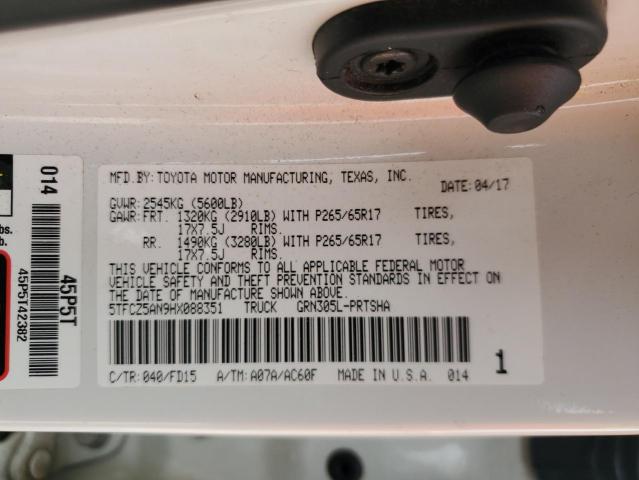 MFD.BY: TOYOTA MOTOR MANUFACTURING, TEXAS, INC. DATE: 04/17
GVWR: 2545KG (5600LB)
GAWR: FRT. 1320KG (2910LB) WITH P265/65R17 TIRES,
17X7.5J RIMS.
RR. 1490KG (3280LB) WITH P265/65R17 TIRES,
17X7.5J RIMS.
THIS VEHICLE CONFORMS TO ALL APPLICABLE FEDERAL MOTOR
VEHICLE SAFETY AND THEFT PREVENTION STANDARDS IN EFFECT ON
THE DATE OF MANUFACTURE SHOWN ABOVE.
5TFCZ5AN9HX088351 TRUCK GRN305L-PRTSHA
1
C/TR: 040/FD15 A/TM: A07A/AC60F MADE IN U.S.A. 014
014
45P5T
45P5T42382
lbs.
lb.